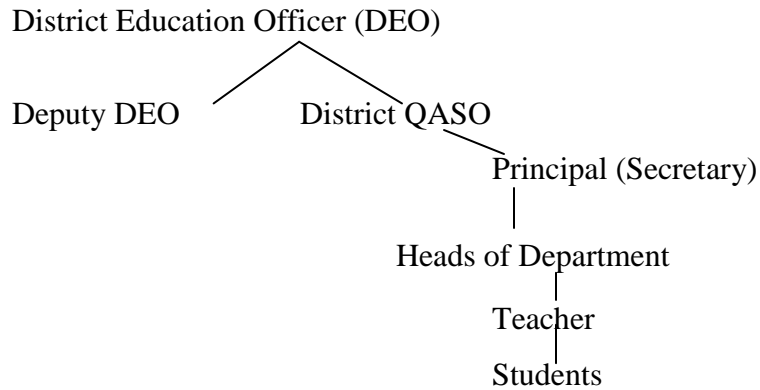 District Education Officer (DEO)
Deputy DEO District QASO
Principal (Secretary)
Heads of Department
Teacher
Students